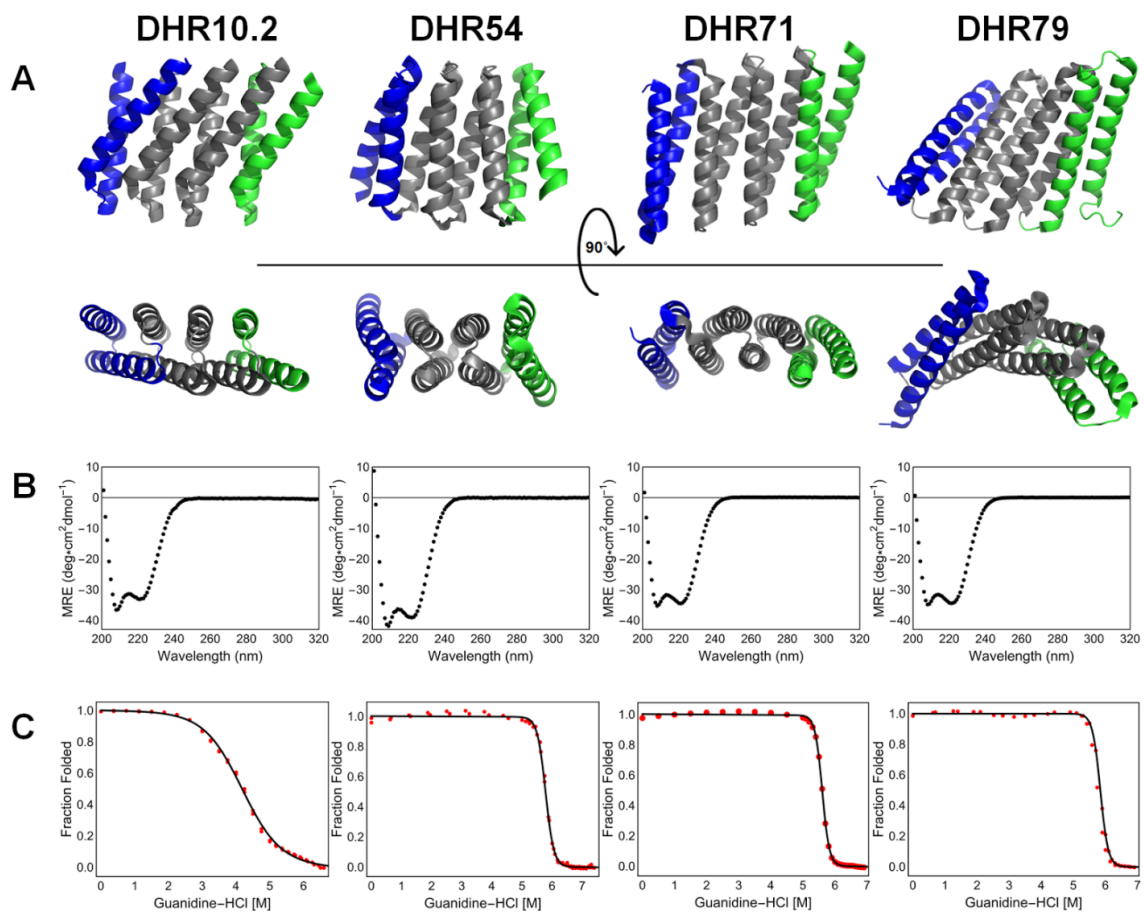 DHR10.2 DHR54 DHR71 DHR79
A
90°
B
10 10 10 10
0 0 0 0
−10 −10 −10 −10
−20 −20 −20 −20
−30 −30 −30 −30
−40 −40 −40 −40
MRE (deg∗cm²dmol⁻¹) MRE (deg∗cm²dmol⁻¹) MRE (deg∗cm²dmol⁻¹) MRE (deg∗cm²dmol⁻¹)
200 220 240 260 280 300 320 200 220 240 260 280 300 320 200 220 240 260 280 300 320 200 220 240 260 280 300 320
Wavelength (nm) Wavelength (nm) Wavelength (nm) Wavelength (nm)
C
1.0 1.0 1.0 1.0
0.8 0.8 0.8 0.8
0.6 0.6 0.6 0.6
0.4 0.4 0.4 0.4
0.2 0.2 0.2 0.2
0.0 0.0 0.0 0.0
Fraction Folded Fraction Folded Fraction Folded Fraction Folded
0 1 2 3 4 5 6 0 1 2 3 4 5 6 7 0 1 2 3 4 5 6 7 0 1 2 3 4 5 6 7
Guanidine−HCl [M] Guanidine−HCl [M] Guanidine−HCl [M] Guanidine−HCl [M]